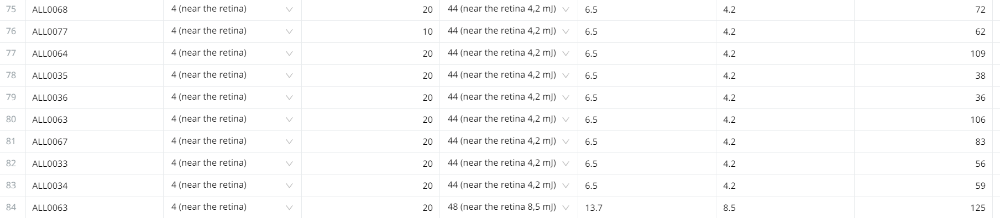 75 ALL0068 4 (near the retina) 20 44 (near the retina 4,2 mJ) 6.5 4.2 72
76 ALL0077 4 (near the retina) 10 44 (near the retina 4,2 mJ) 6.5 4.2 62
77 ALL0064 4 (near the retina) 20 44 (near the retina 4,2 mJ) 6.5 4.2 109
78 ALL0035 4 (near the retina) 20 44 (near the retina 4,2 mJ) 6.5 4.2 38
79 ALL0036 4 (near the retina) 20 44 (near the retina 4,2 mJ) 6.5 4.2 36
80 ALL0063 4 (near the retina) 20 44 (near the retina 4,2 mJ) 6.5 4.2 106
81 ALL0067 4 (near the retina) 20 44 (near the retina 4,2 mJ) 6.5 4.2 83
82 ALL0033 4 (near the retina) 20 44 (near the retina 4,2 mJ) 6.5 4.2 56
83 ALL0034 4 (near the retina) 20 44 (near the retina 4,2 mJ) 6.5 4.2 59
84 ALL0063 4 (near the retina) 20 48 (near the retina 8,5 mJ) 13.7 8.5 125